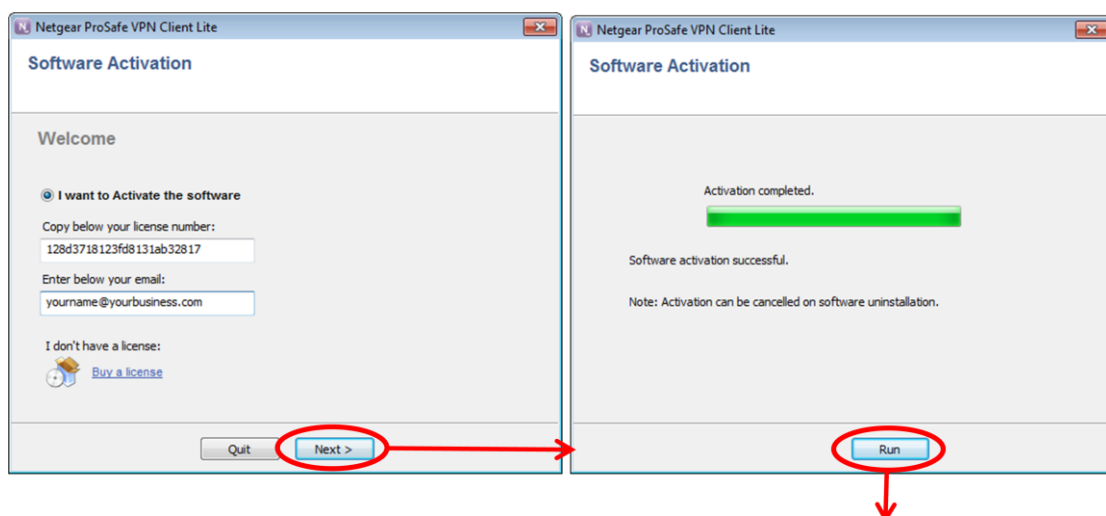 Netgear ProSafe VPN Client Lite
Software Activation
Welcome
I want to Activate the software
Copy below your license number:
128d3718123fd8131ab32817
Enter below your email:
yourname@yourbusiness.com
I don't have a license:
Buy a license
Quit
Next >
Netgear ProSafe VPN Client Lite
Software Activation
Activation completed.
Software activation successful.
Note: Activation can be cancelled on software uninstallation.
Run